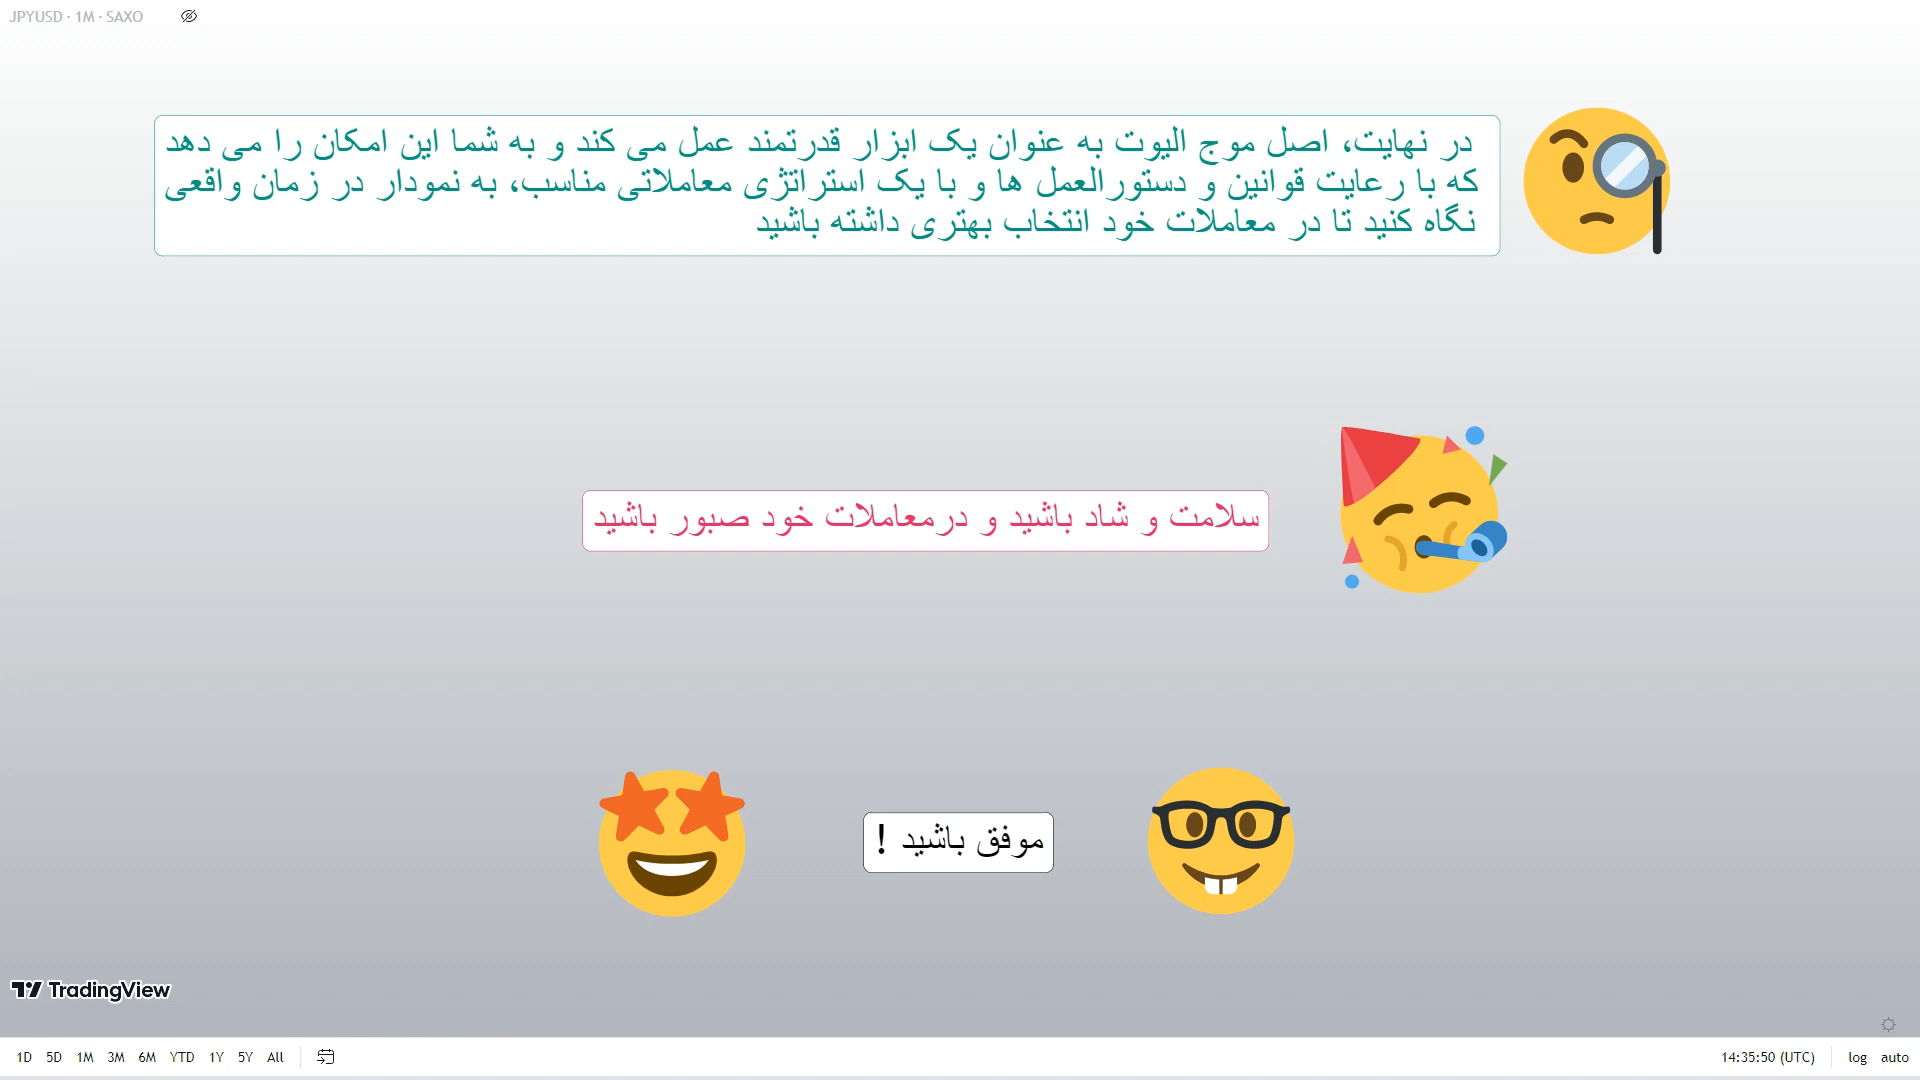 JPYUSD · 1M · SAXO
در نهایت، اصل موج الیوت به عنوان یک ابزار قدرتمند عمل می کند و به شما این امکان را می دهد
که با رعایت قوانین و دستورالعمل ها و با یک استراتژی معاملاتی مناسب، به نمودار در زمان واقعی
نگاه کنید تا در معاملات خود انتخاب بهتری داشته باشید
سلامت و شاد باشید و درمعاملات خود صبور باشید
موفق باشید !
TradingView
1D 5D 1M 3M 6M YTD 1Y 5Y All 14:35:50 (UTC) log auto